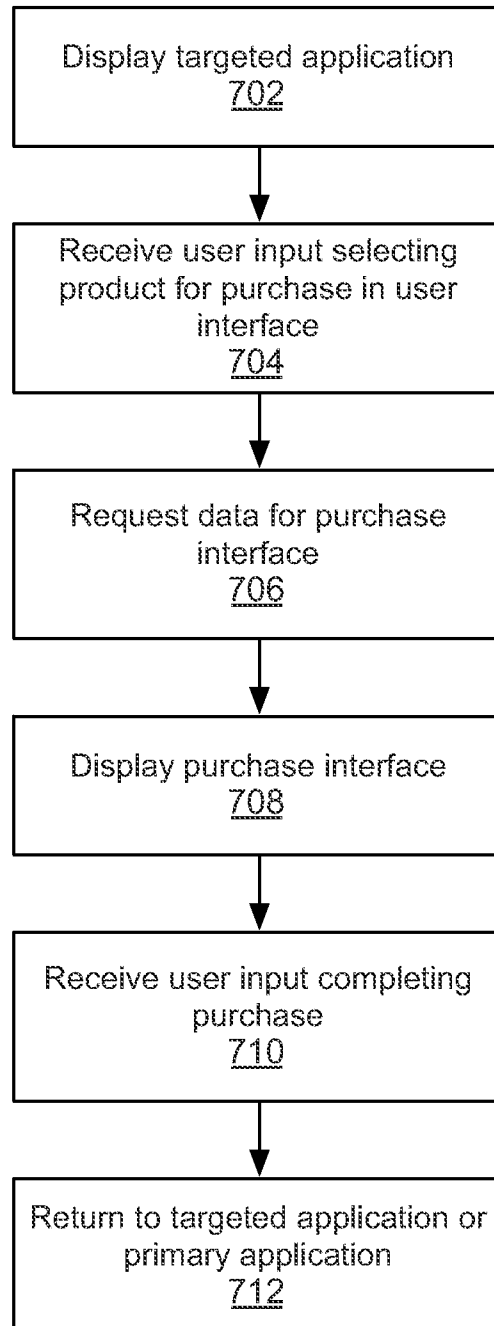 Display targeted application
702
Receive user input selecting
product for purchase in user
interface
704
Request data for purchase
interface
706
Display purchase interface
708
Receive user input completing
purchase
710
Return to targeted application or
primary application
712